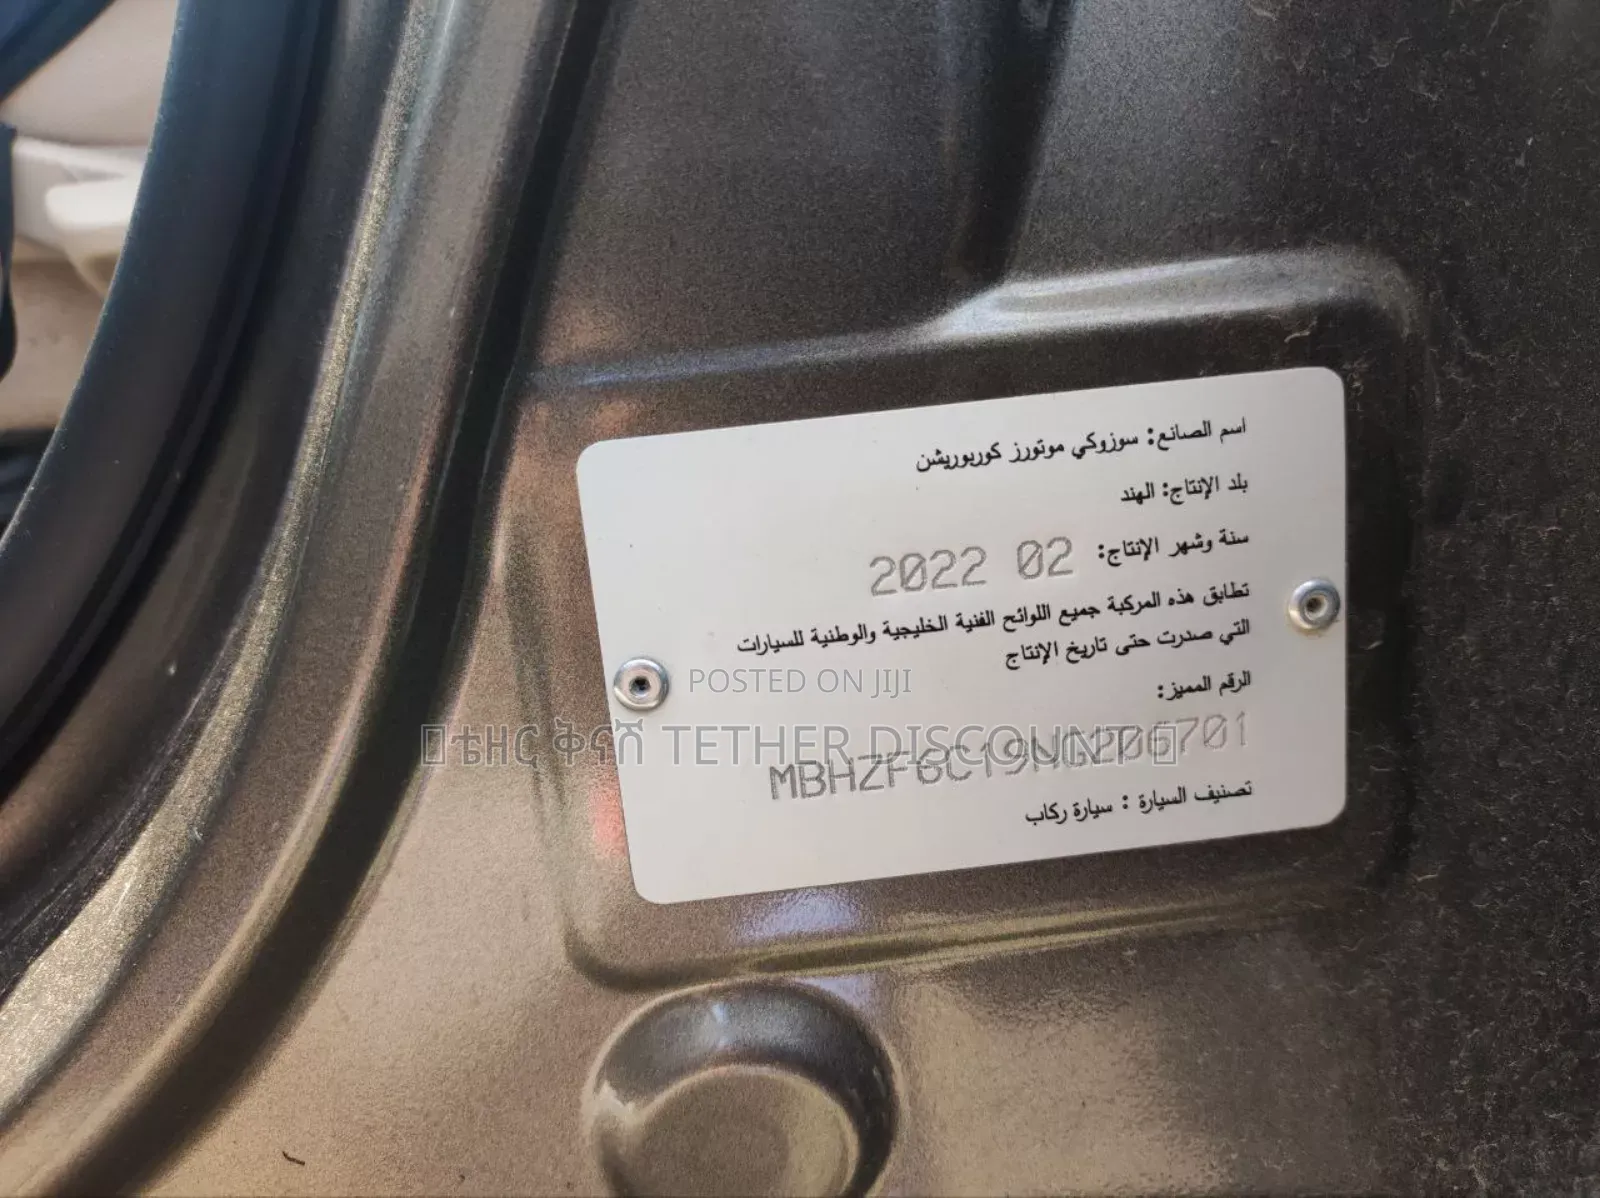 اسم الصانع: سوزوكي موتورز كوربوريشن
بلد الإنتاج: الهند
سنة وشهر الإنتاج: 2022 02
تطابق هذه المركبة جميع اللوائح الفنية الخليجية والوطنية للسيارات
التي صدرت حتى تاريخ الإنتاج
POSTED ON JIJI
الرقم المميز:
TETHER DISCOUNT
MBHZF6C19NG206701
تصنيف السيارة : سيارة ركاب